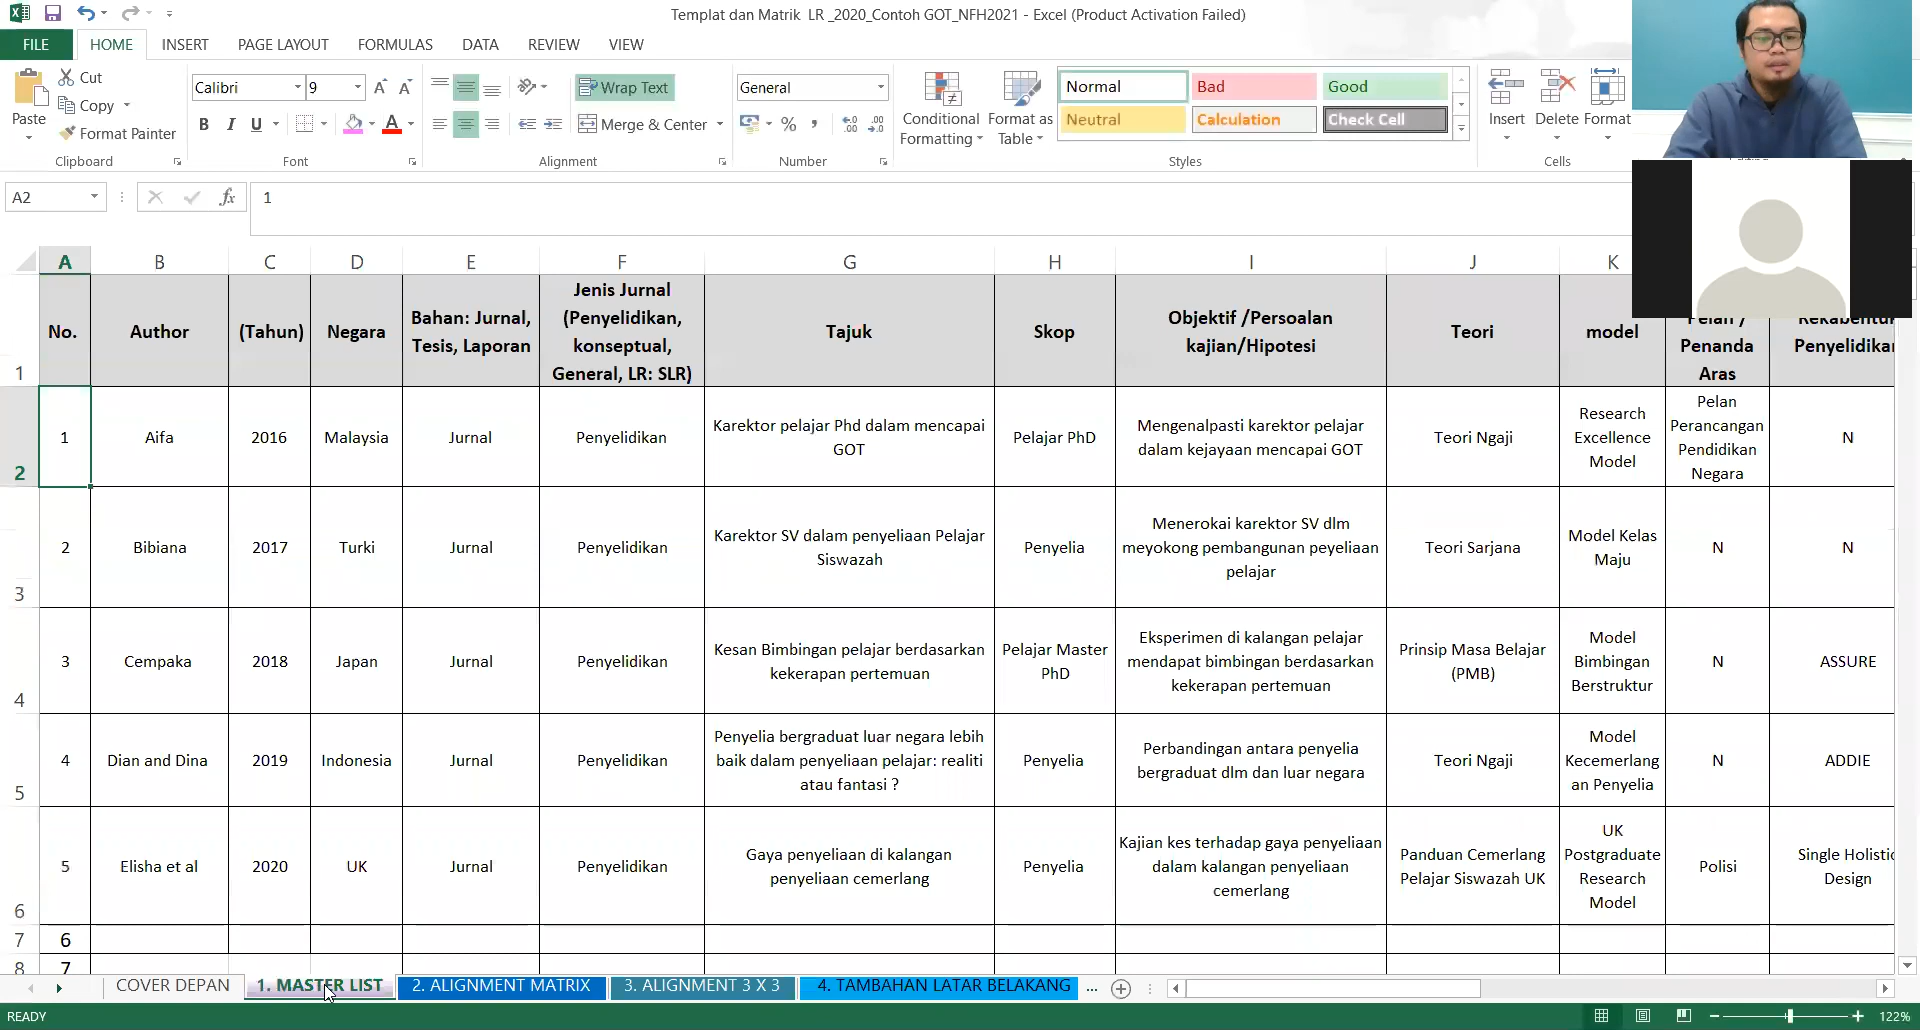 Templat dan Matrik LR _2020_Contoh GOT_NFH2021 - Excel (Product Activation Failed)
FILE HOME INSERT PAGE LAYOUT FORMULAS DATA REVIEW VIEW
Paste
Cut
Copy
Format Painter
Clipboard
Calibri 9
B I U
Font
Wrap Text
Merge & Center
Alignment
General
Number
Conditional Formatting
Format as Table
Normal Bad Good
Neutral Calculation Check Cell
Styles
Insert Delete Format
Cells
A2 fx 1
A B C D E F G H I J K
1
No.
Author
(Tahun)
Negara
Bahan: Jurnal,
Tesis, Laporan
Jenis Jurnal
(Penyelidikan,
konseptual,
General, LR: SLR)
Tajuk
Skop
Objektif /Persoalan
kajian/Hipotesi
Teori
model
Penanda
Aras
Penyelidikan
2
1
Aifa
2016
Malaysia
Jurnal
Penyelidikan
Karektor pelajar Phd dalam mencapai
GOT
Pelajar PhD
Mengenalpasti karektor pelajar
dalam kejayaan mencapai GOT
Teori Ngaji
Research
Excellence
Model
Pelan
Perancangan
Pendidikan
Negara
N
3
2
Bibiana
2017
Turki
Jurnal
Penyelidikan
Karektor SV dalam penyeliaan Pelajar
Siswazah
Penyelia
Menerokai karektor SV dlm
meyokong pembangunan peyeliaan
pelajar
Teori Sarjana
Model Kelas
Maju
N
N
4
3
Cempaka
2018
Japan
Jurnal
Penyelidikan
Kesan Bimbingan pelajar berdasarkan
kekerapan pertemuan
Pelajar Master
PhD
Eksperimen di kalangan pelajar
mendapat bimbingan berdasarkan
kekerapan pertemuan
Prinsip Masa Belajar
(PMB)
Model
Bimbingan
Berstruktur
N
ASSURE
5
4
Dian and Dina
2019
Indonesia
Jurnal
Penyelidikan
Penyelia bergraduat luar negara lebih
baik dalam penyeliaan pelajar: realiti
atau fantasi ?
Penyelia
Perbandingan antara penyelia
bergraduat dlm dan luar negara
Teori Ngaji
Model
Kecemerlang
an Penyelia
N
ADDIE
6
5
Elisha et al
2020
UK
Jurnal
Penyelidikan
Gaya penyeliaan di kalangan
penyeliaan cemerlang
Penyelia
Kajian kes terhadap gaya penyeliaan
dalam kalangan penyeliaan
cemerlang
Panduan Cemerlang
Pelajar Siswazah UK
UK
Postgraduate
Research
Model
Polisi
Single Holistic
Design
7 6
8 7
COVER DEPAN 1. MASTER LIST 2. ALIGNMENT MATRIX 3. ALIGNMENT 3 X 3 4. TAMBAHAN LATAR BELAKANG ...
READY 122%